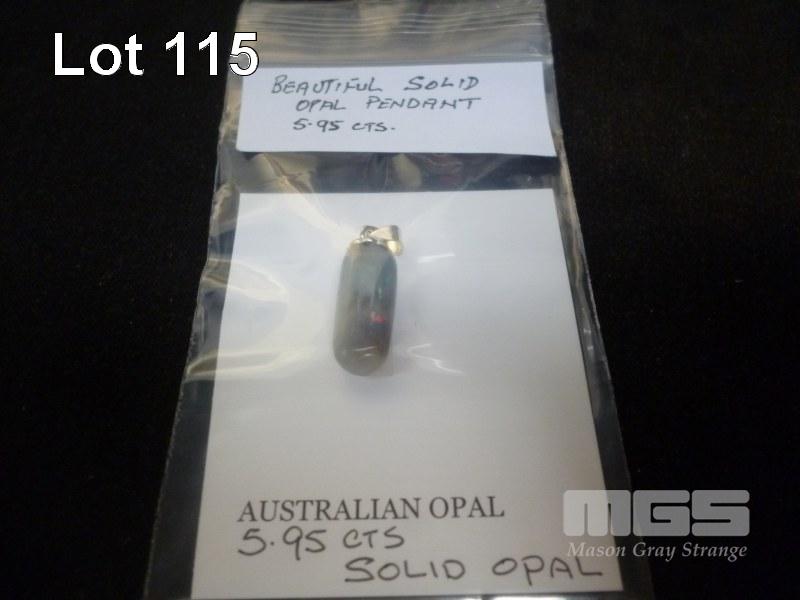 Lot 115
BEAUTIFUL SOLID
OPAL PENDANT
5.95 CTS.
AUSTRALIAN OPAL
5.95 CTS
SOLID OPAL
MGS
Mason Gray Strange